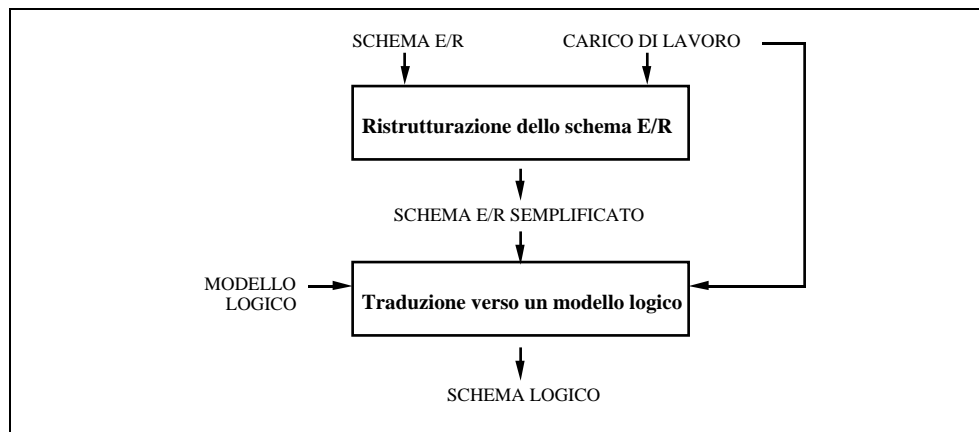 SCHEMA E/R
CARICO DI LAVORO
Ristrutturazione dello schema E/R
SCHEMA E/R SEMPLIFICATO
MODELLO
LOGICO
Traduzione verso un modello logico
SCHEMA LOGICO